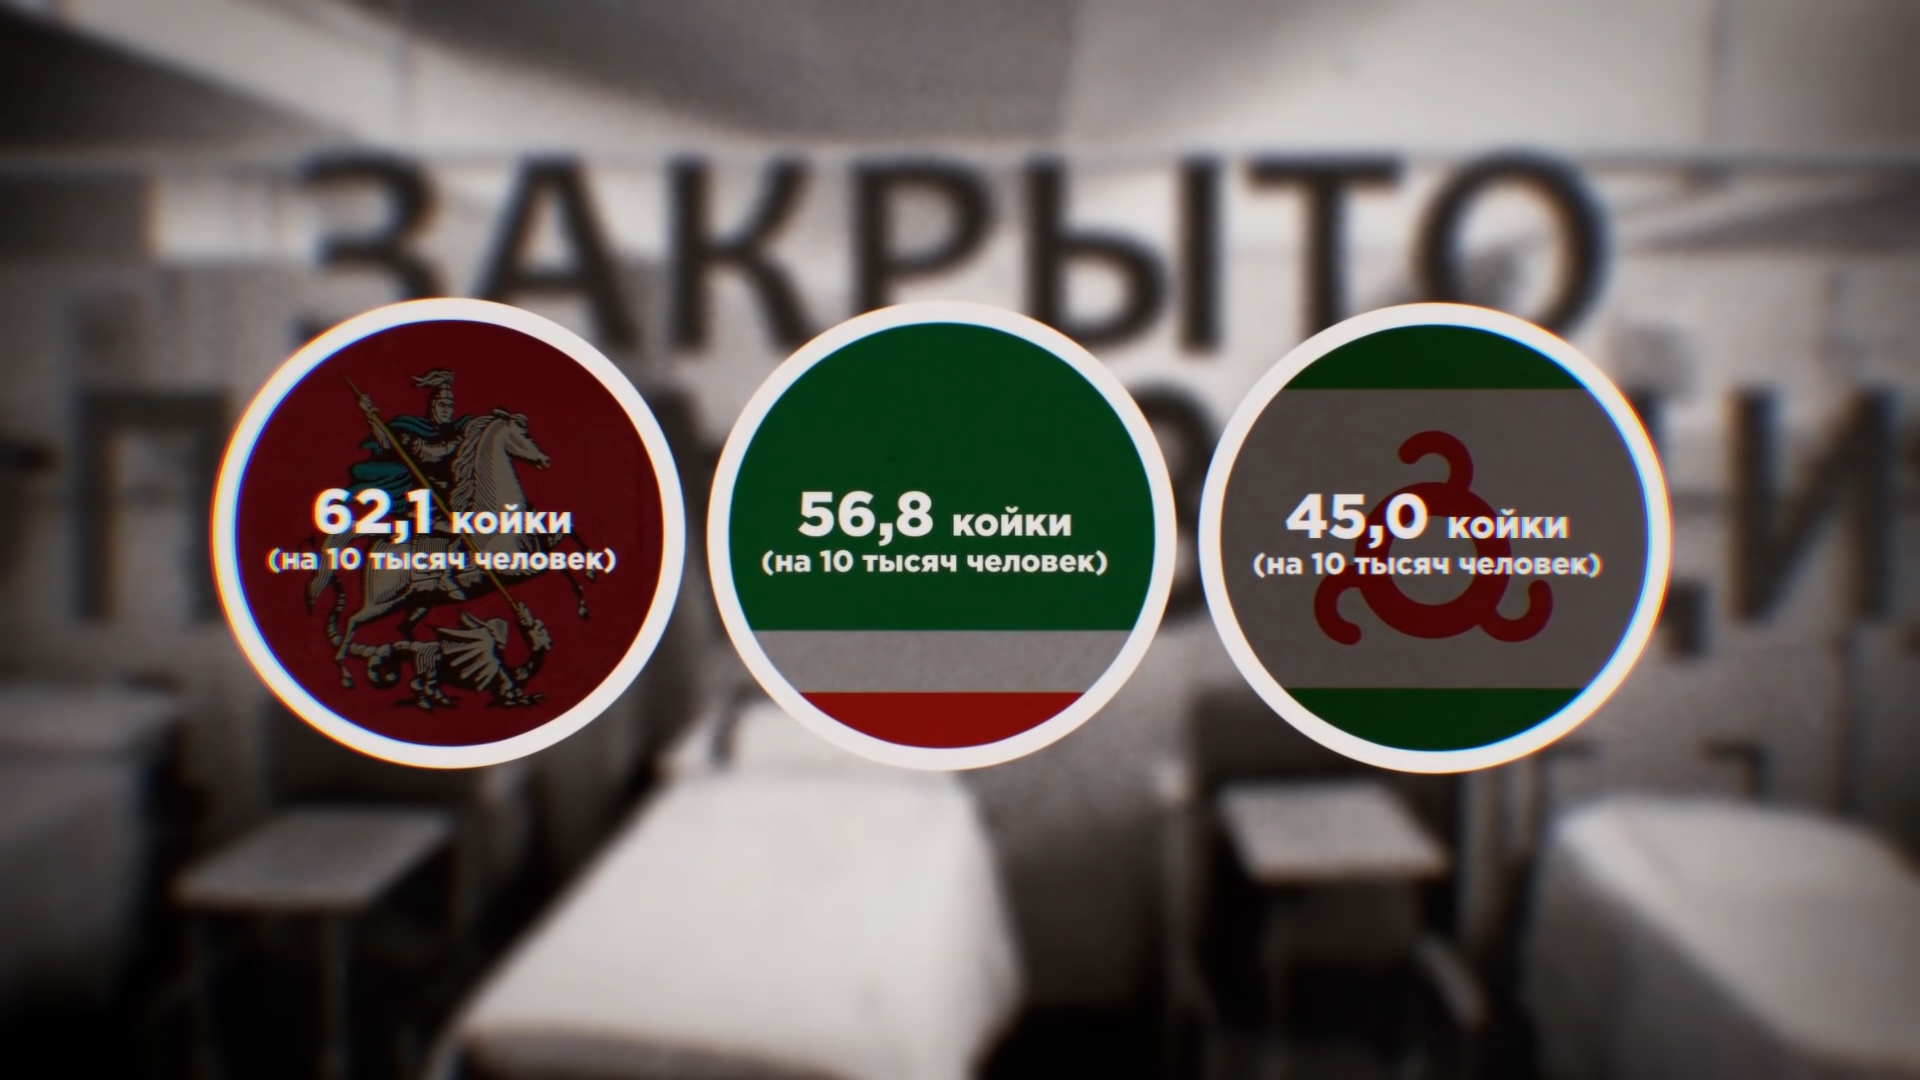 ЗАКРЫТО
62,1 койки
(на 10 тысяч человек)
56,8 койки
(на 10 тысяч человек)
45,0 койки
(на 10 тысяч человек)